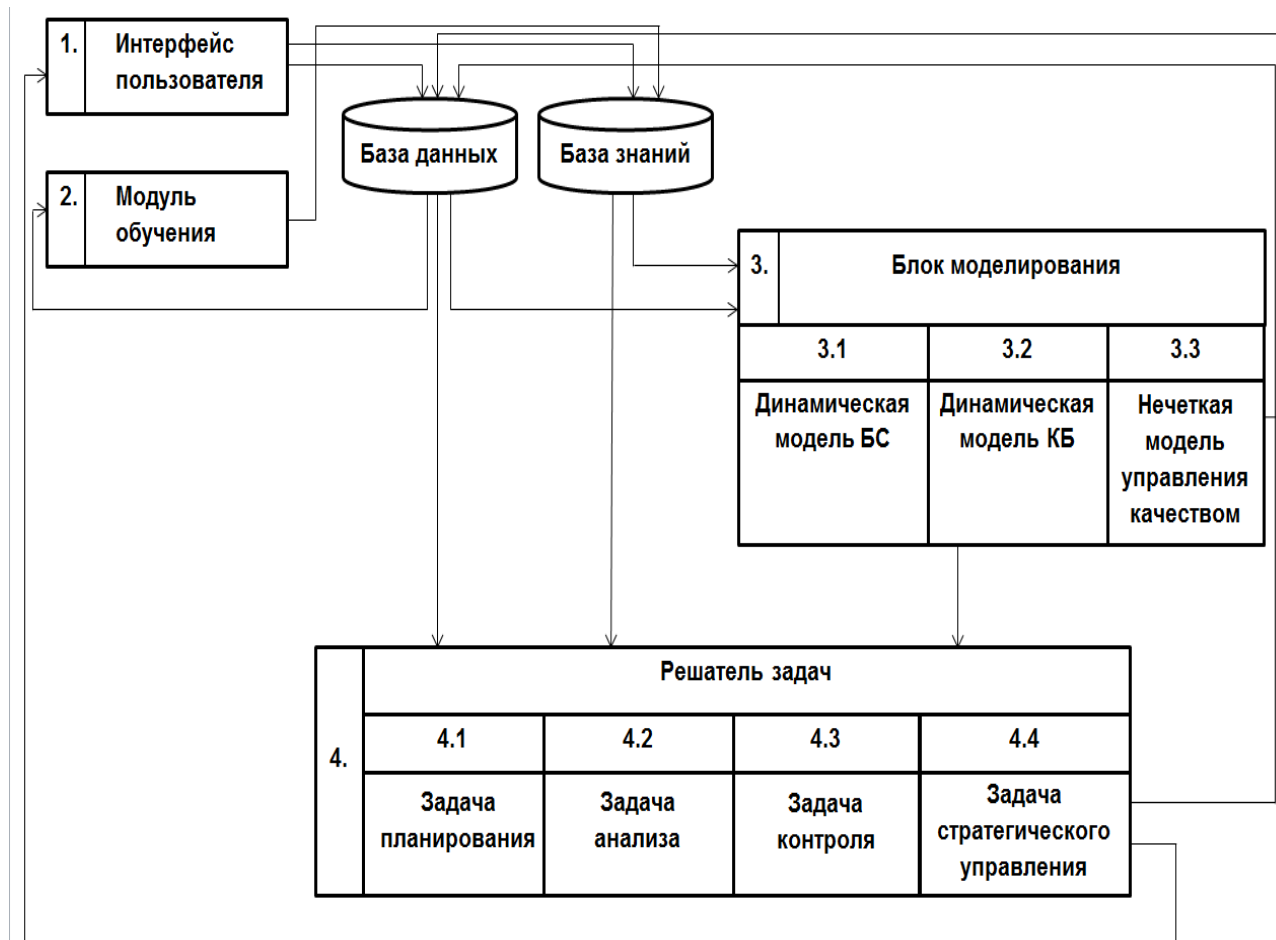 1.
Интерфейс
пользователя
База данных
База знаний
2.
Модуль
обучения
3.
Блок моделирования
3.1
3.2
3.3
Динамическая
модель БС
Динамическая
модель КБ
Нечеткая
модель
управления
качеством
4.
Решатель задач
4.1
4.2
4.3
4.4
Задача
планирования
Задача
анализа
Задача
контроля
Задача
стратегического
управления